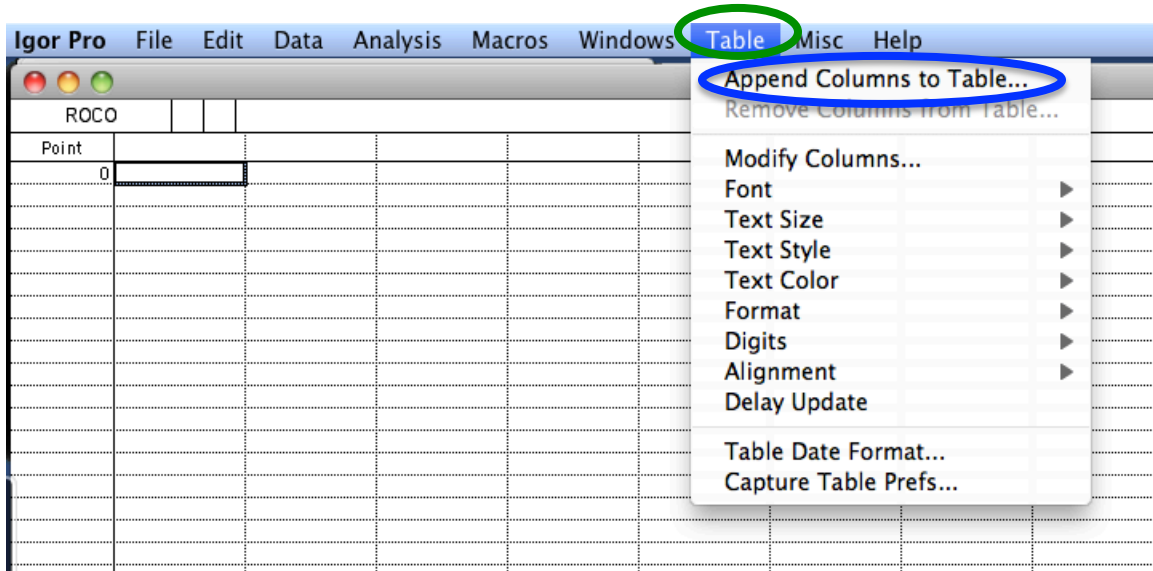 Igor Pro File Edit Data Analysis Macros Windows Table Misc Help
Append Columns to Table...
Remove Columns from Table...
Modify Columns...
Font
Text Size
Text Style
Text Color
Format
Digits
Alignment
Delay Update
Table Date Format...
Capture Table Prefs...
R0C0
Point
0